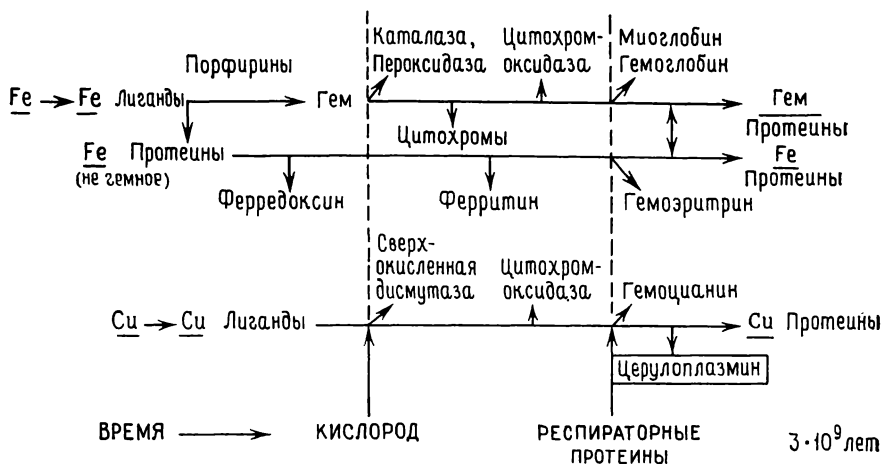 Каталаза,
Пероксидаза
Цитохром-
оксидаза
Миоглобин
Гемоглобин
Порфирины
Fe Fe Лиганды Гем Гем
Протеины
Цитохромы
Fe Протеины Fe
(не гемное) Протеины
Ферредоксин Ферритин Гемоэритрин
Сверх-
окисленная
дисмутаза
Цитохром-
оксидаза
Гемоцианин
Cu Cu Лиганды Cu Протеины
Церулоплазмин
ВРЕМЯ КИСЛОРОД РЕСПИРАТОРНЫЕ
ПРОТЕИНЫ
3·10⁹лет